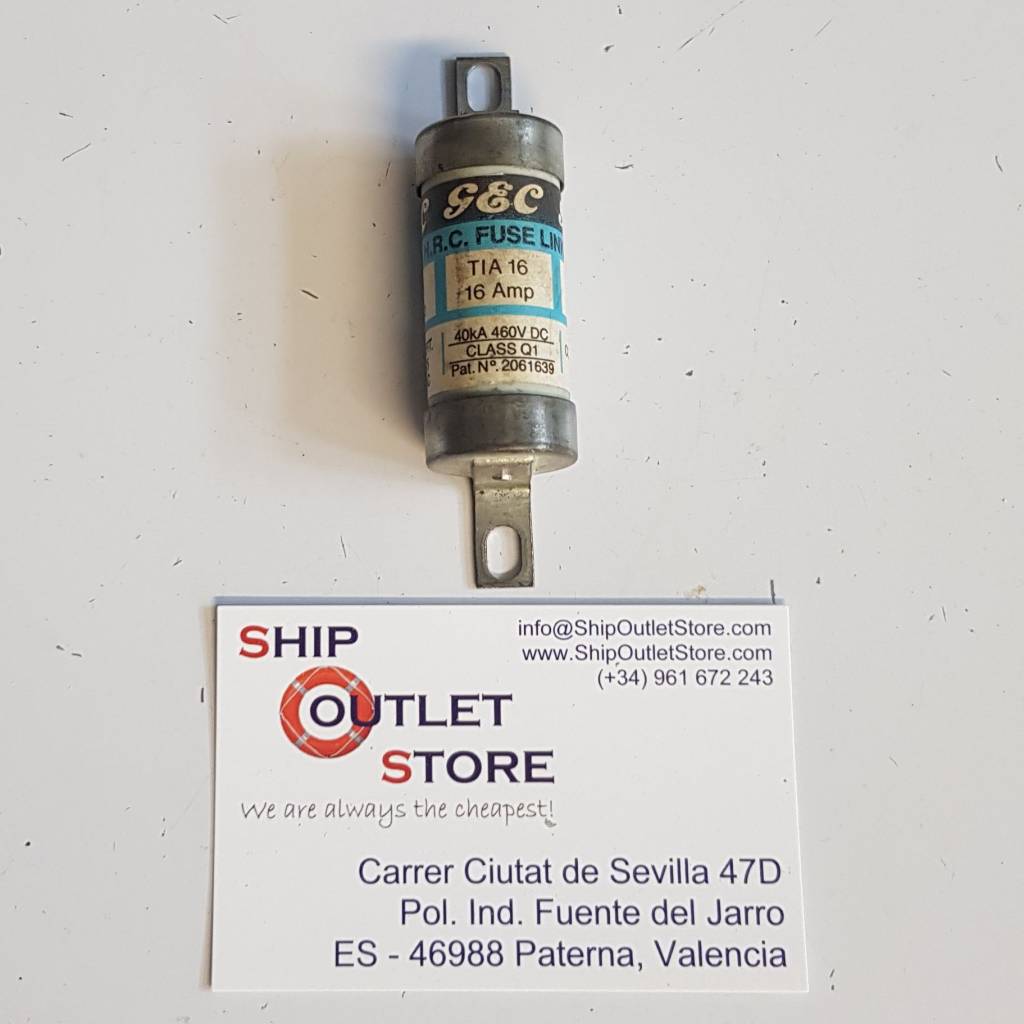 GEC
H.R.C. FUSE LINK
TIA 16
16 Amp
40kA 460V DC
CLASS Q1
Pat. Nº. 2061639
SHIP
OUTLET
STORE
We are always the cheapest!
info@ShipOutletStore.com
www.ShipOutletStore.com
(+34) 961 672 243
Carrer Ciutat de Sevilla 47D
Pol. Ind. Fuente del Jarro
ES - 46988 Paterna, Valencia